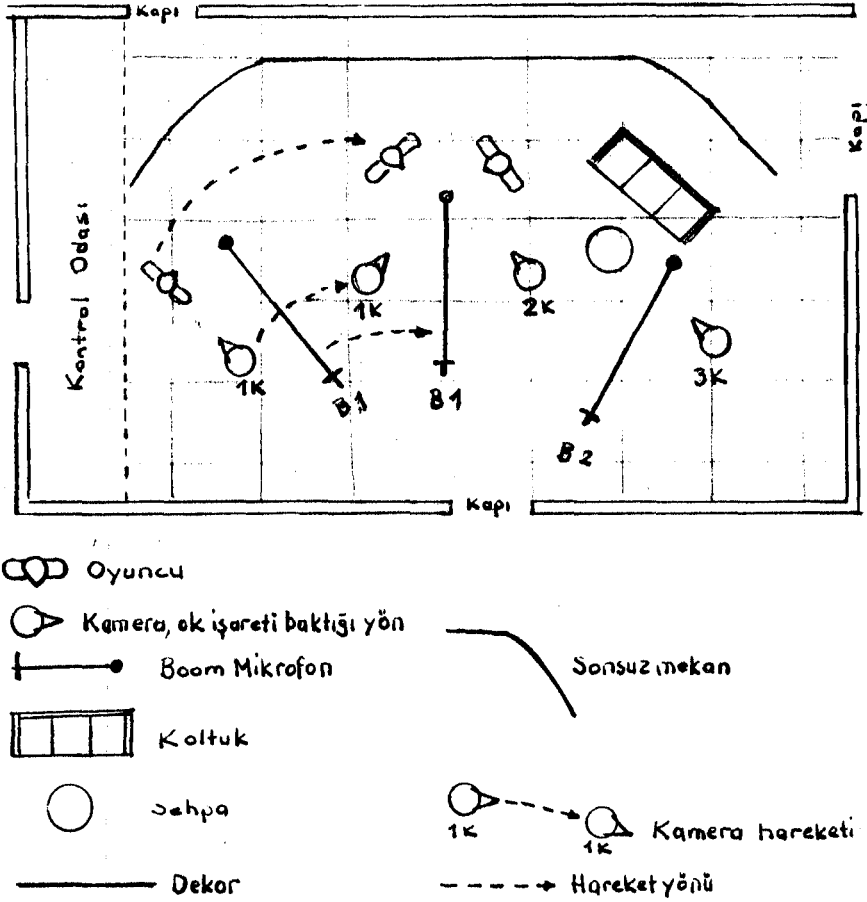 Kapı
Kapı
Kontrol Odası
1K
2K
1K
3K
B1
B1
B2
Kapı
Oyuncu
Kamera, ok işareti baktığı yön
Boom Mikrofon
Sonsuz mekan
Koltuk
Sehpa
1K
1K
Kamera hareketi
Dekor
Hareket yönü